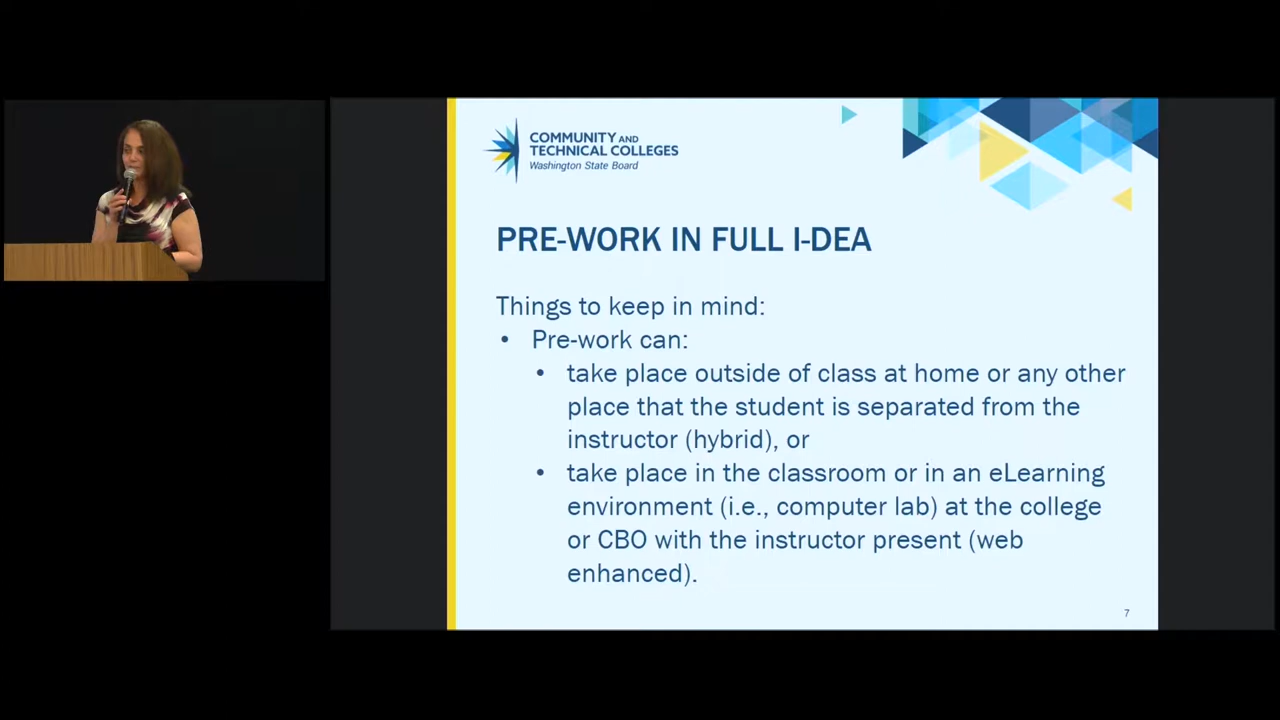 COMMUNITY AND
TECHNICAL COLLEGES
Washington State Board
PRE-WORK IN FULL I-DEA
Things to keep in mind:
• Pre-work can:
• take place outside of class at home or any other
place that the student is separated from the
instructor (hybrid), or
• take place in the classroom or in an eLearning
environment (i.e., computer lab) at the college
or CBO with the instructor present (web
enhanced).
7